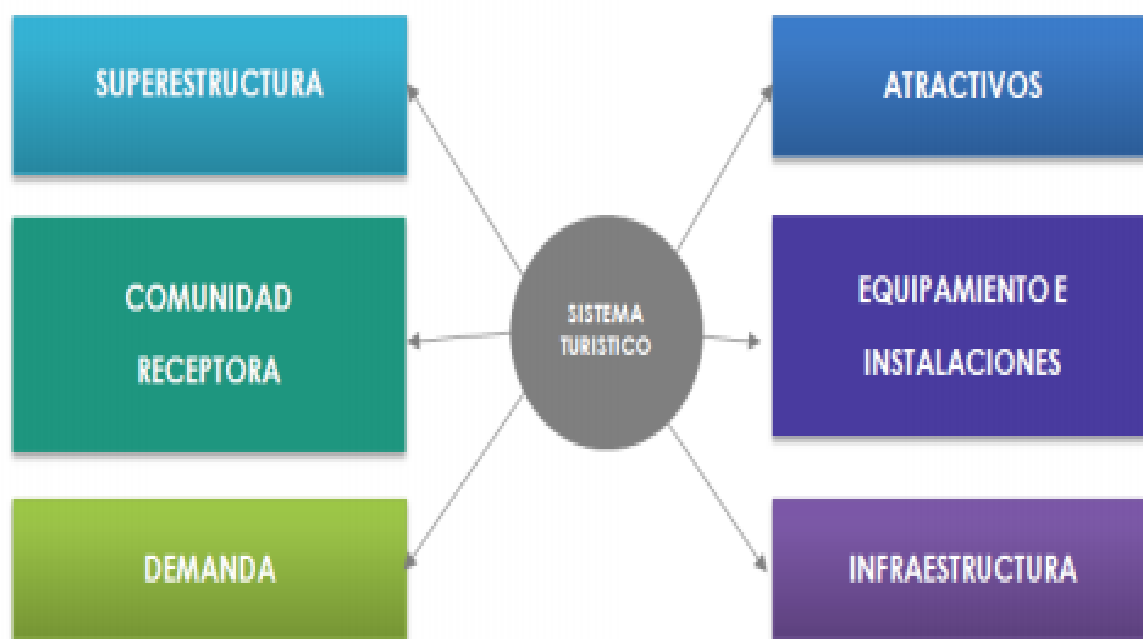 SUPERESTRUCTURA
ATRACTIVOS
COMUNIDAD
RECEPTORA
SISTEMA
TURISTICO
EQUIPAMIENTO E
INSTALACIONES
DEMANDA
INFRAESTRUCTURA